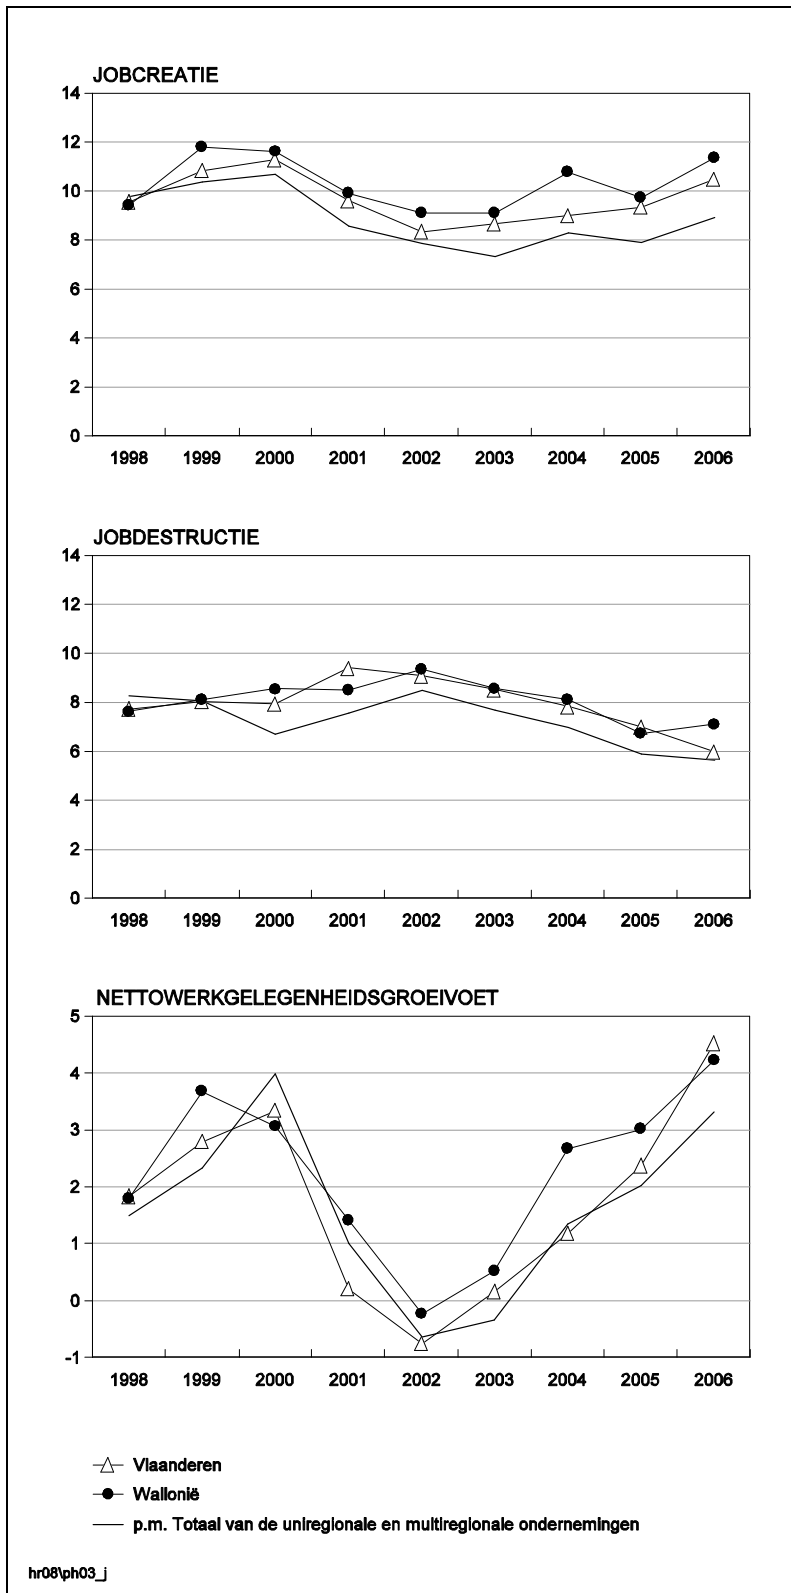 JOBCREATIE
14
12
10
8
6
4
2
0
1998 1999 2000 2001 2002 2003 2004 2005 2006
JOBDESTRUCTIE
14
12
10
8
6
4
2
0
1998 1999 2000 2001 2002 2003 2004 2005 2006
NETTOWERKGELEGENHEIDSGROEIVOET
5
4
3
2
1
0
-1
1998 1999 2000 2001 2002 2003 2004 2005 2006
Vlaanderen
Wallonië
p.m. Totaal van de uniregionale en multiregionale ondernemingen
hr08\ph03_j